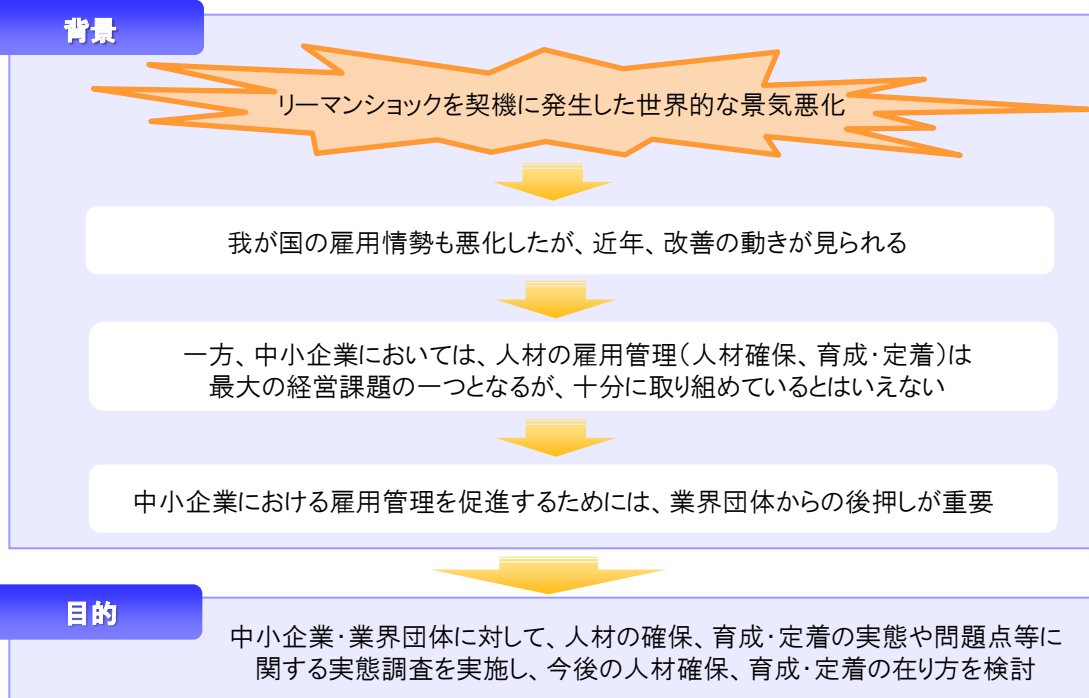 背景
リーマンショックを契機に発生した世界的な景気悪化
我が国の雇用情勢も悪化したが、近年、改善の動きが見られる
一方、中小企業においては、人材の雇用管理（人材確保、育成・定着）は
最大の経営課題の一つとなるが、十分に取り組めているとはいえない
中小企業における雇用管理を促進するためには、業界団体からの後押しが重要
目的
中小企業・業界団体に対して、人材の確保、育成・定着の実態や問題点等に
関する実態調査を実施し、今後の人材確保、育成・定着の在り方を検討